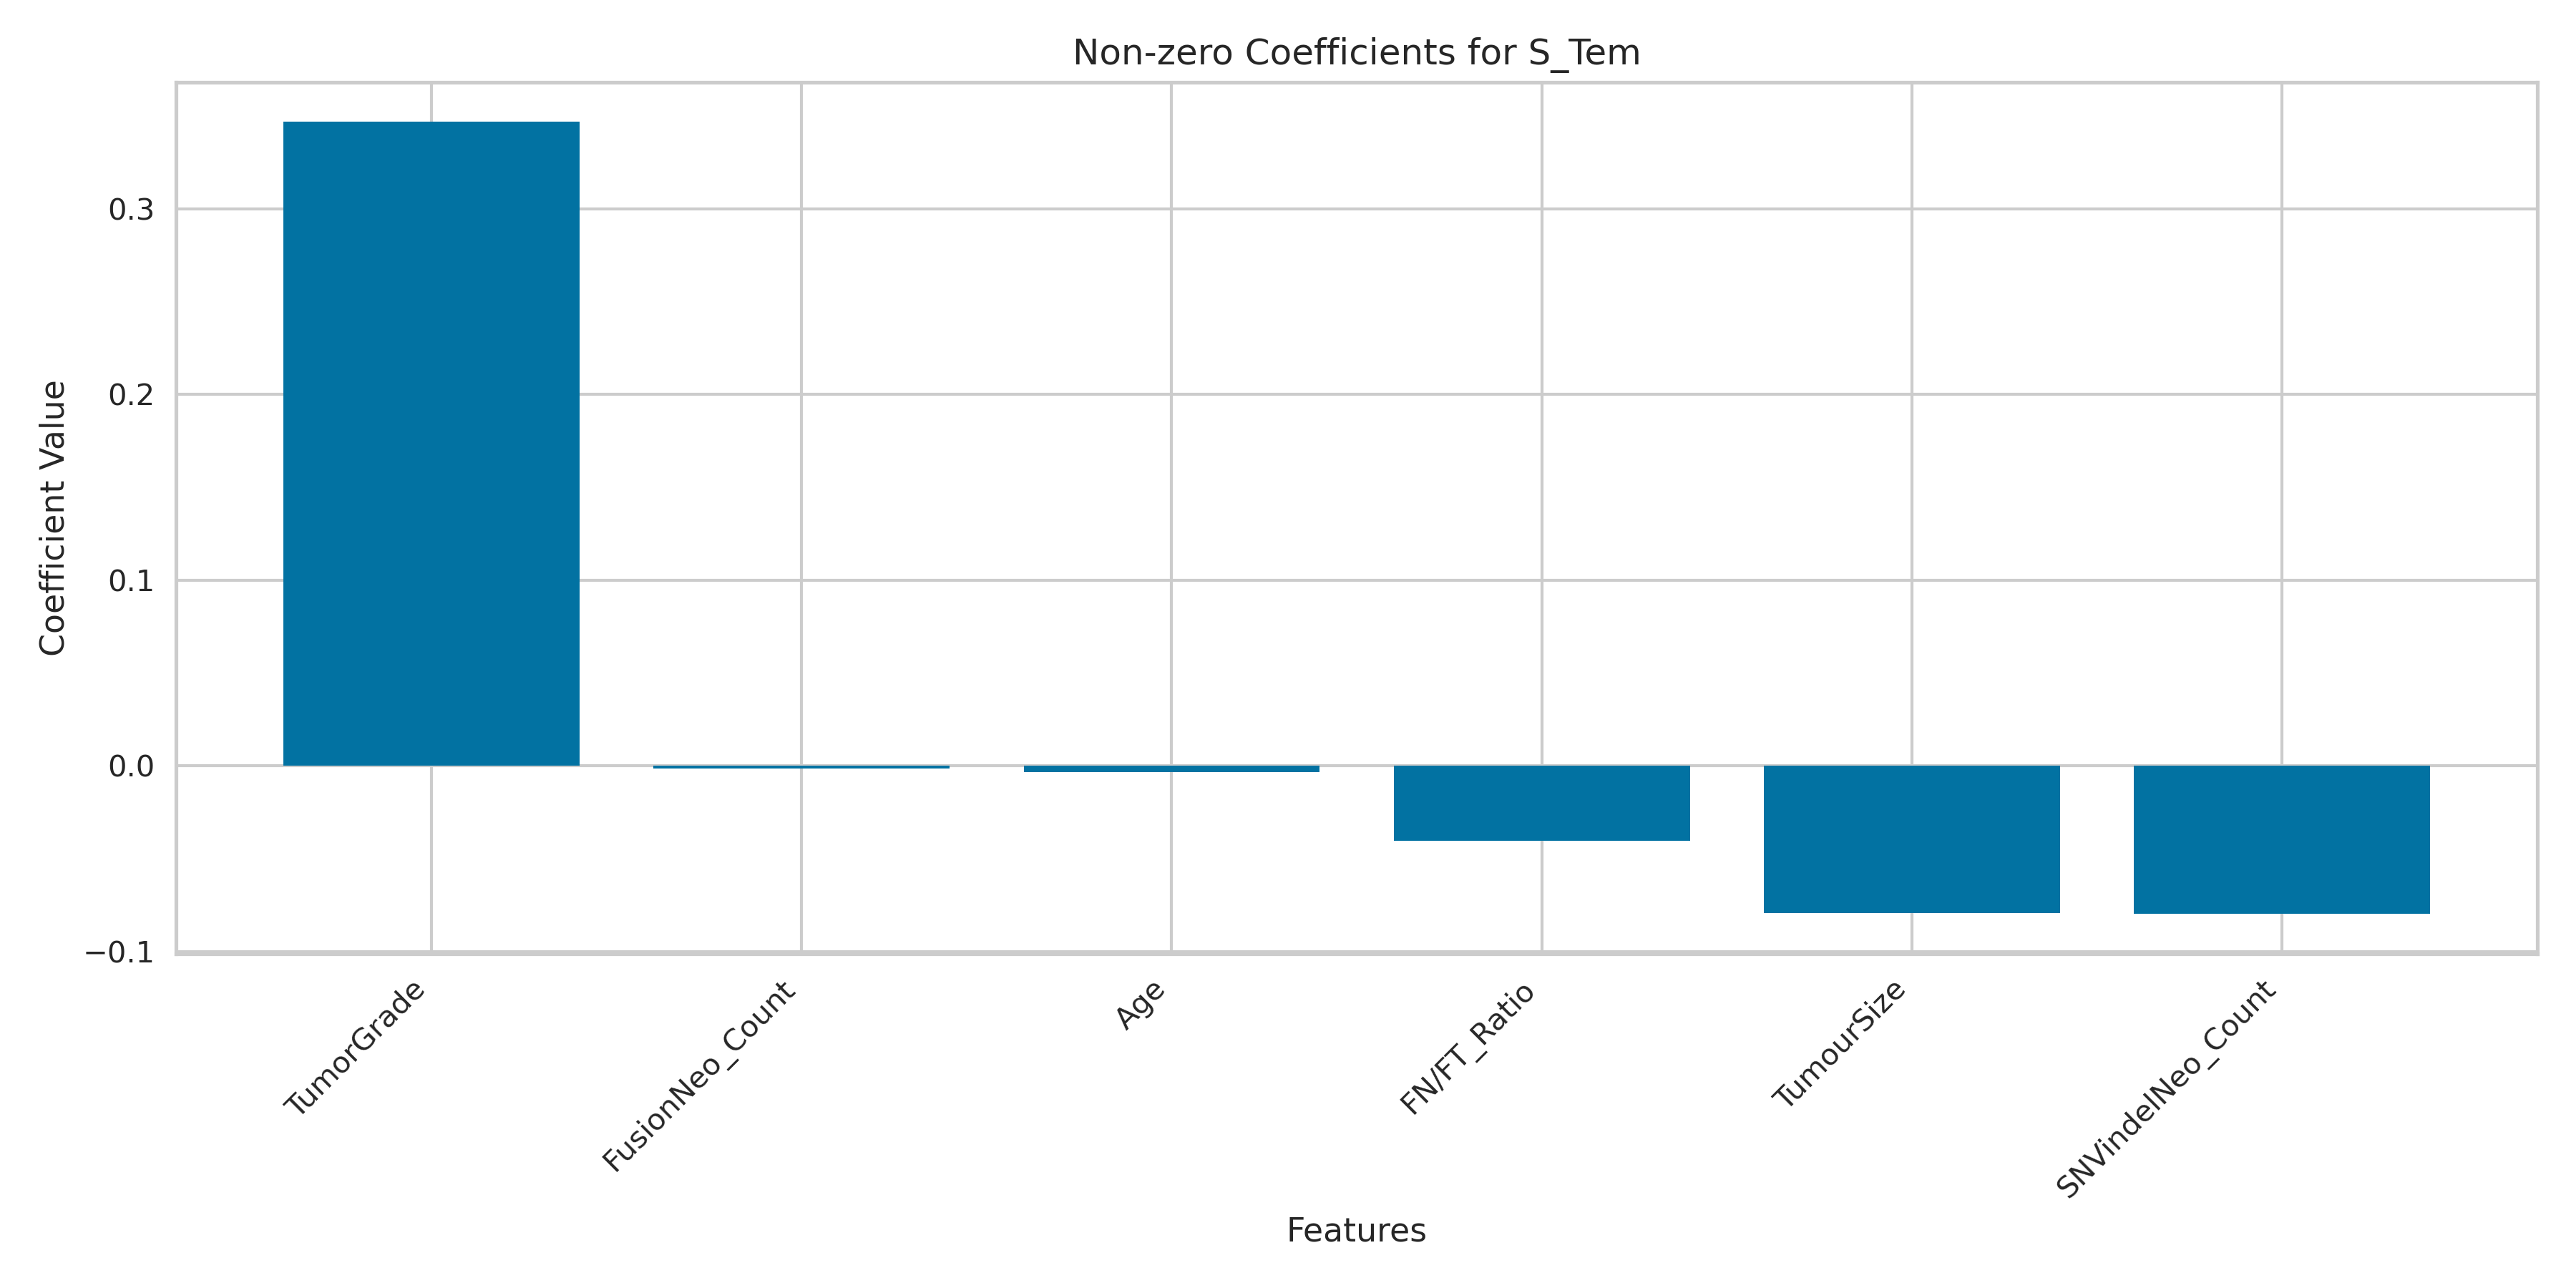 Non-zero Coefficients for S_Tem
Coefficient Value
0.3
0.2
0.1
0.0
−0.1
TumorGrade
FusionNeo_Count
Age
FN/FT_Ratio
TumourSize
SNVindelNeo_Count
Features